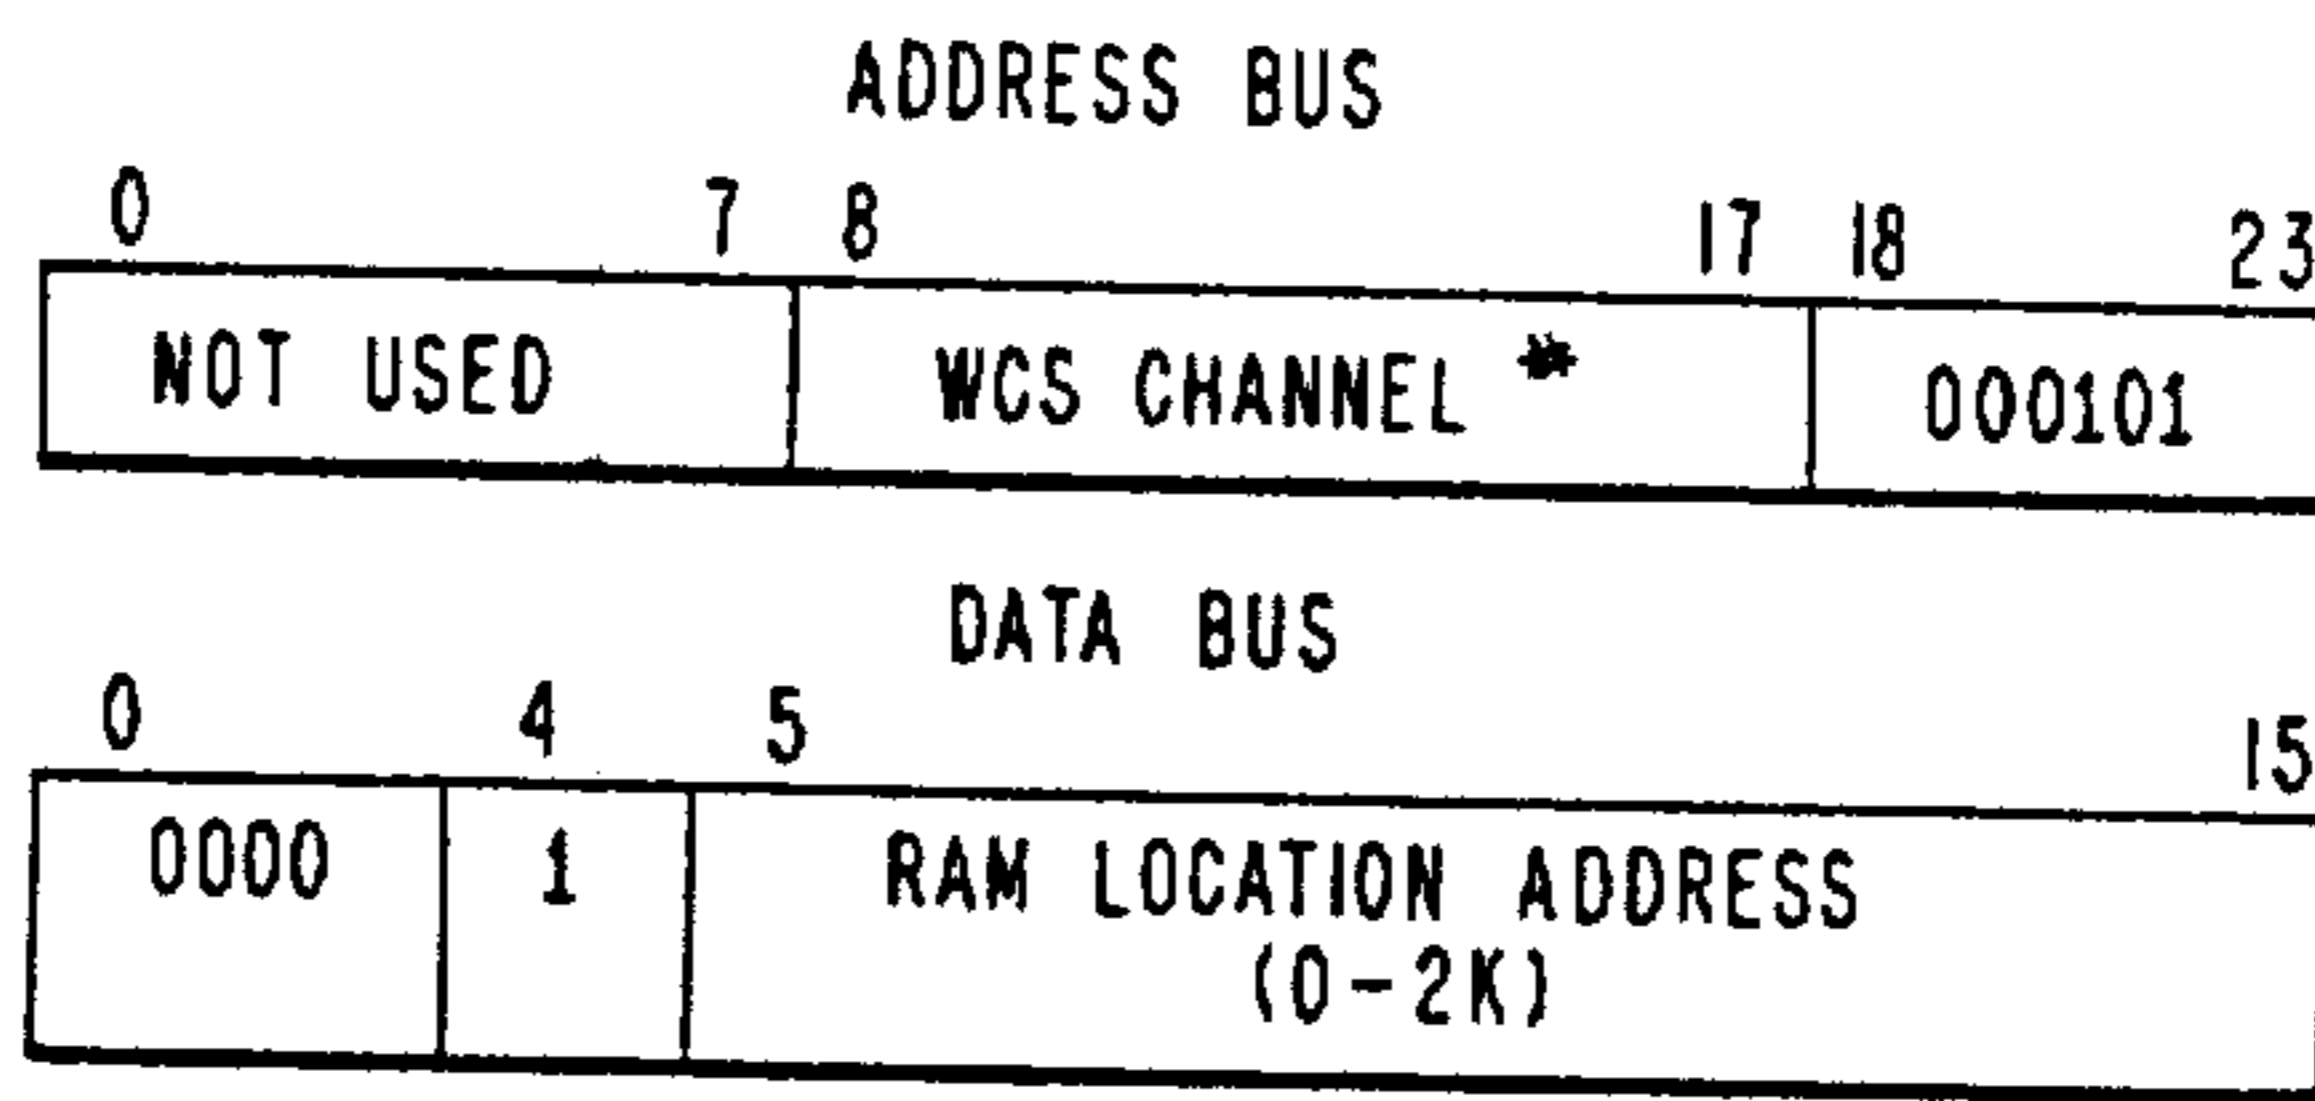 ADDRESS BUS
0 7 8 17 18 23
NOT USED WCS CHANNEL * 000101
DATA BUS
0 4 5 15
0000 1 RAM LOCATION ADDRESS
(0-2K)